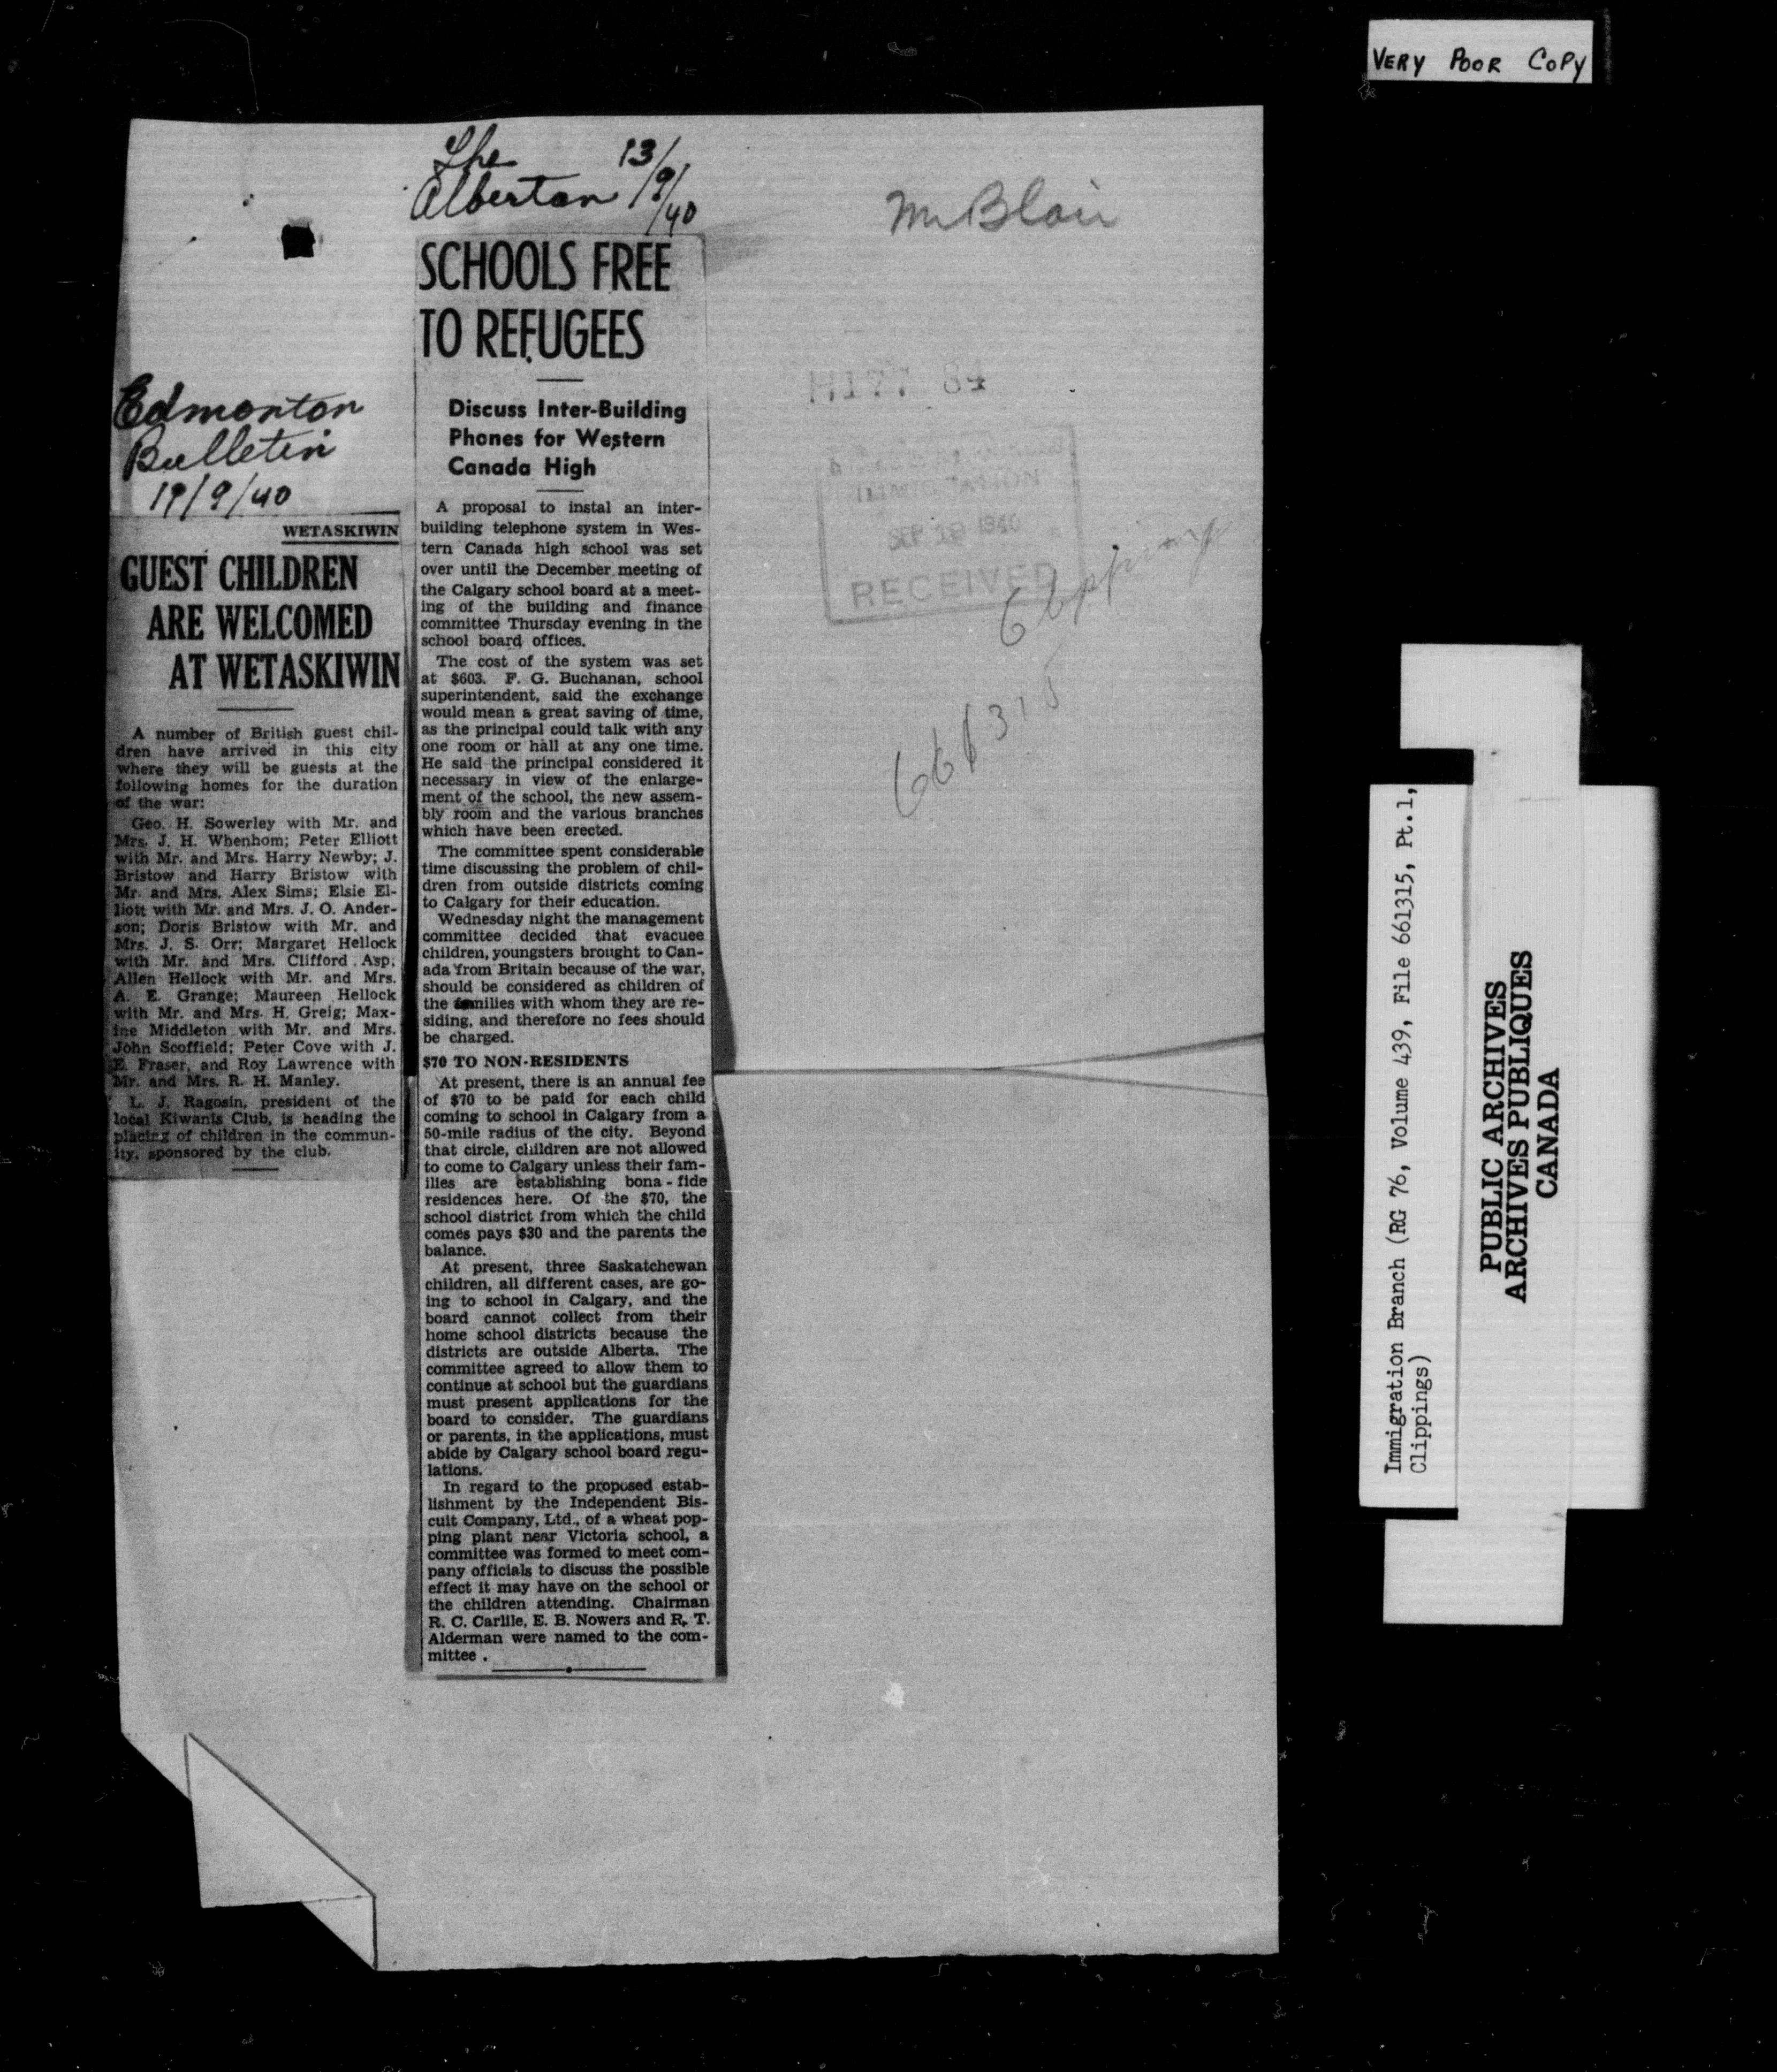 VERY POOR COPY
The
Albertan 13/9/40
Mr Blair
SCHOOLS FREE
TO REFUGEES
Discuss Inter-Building
Phones for Western
Canada High
A proposal to instal an inter-
building telephone system in Wes-
tern Canada high school was set
over until the December meeting of
the Calgary school board at a meet-
ing of the building and finance
committee Thursday evening in the
school board offices.
The cost of the system was set
at $603. F. G. Buchanan, school
superintendent, said the exchange
would mean a great saving of time,
as the principal could talk with any
one room or hall at any one time.
He said the principal considered it
necessary in view of the enlarge-
ment of the school, the new assem-
bly room and the various branches
which have been erected.
The committee spent considerable
time discussing the problem of chil-
dren from outside districts coming
to Calgary for their education.
Wednesday night the management
committee decided that evacuee
children, youngsters brought to Can-
ada from Britain because of the war,
should be considered as children of
the families with whom they are re-
siding, and therefore no fees should
be charged.
$70 TO NON-RESIDENTS
At present, there is an annual fee
of $70 to be paid for each child
coming to school in Calgary from a
50-mile radius of the city. Beyond
that circle, children are not allowed
to come to Calgary unless their fam-
ilies are establishing bona-fide
residences here. Of the $70, the
school district from which the child
comes pays $30 and the parents the
balance.
At present, three Saskatchewan
children, all different cases, are go-
ing to school in Calgary, and the
board cannot collect from their
home school districts because the
districts are outside Alberta. The
committee agreed to allow them to
continue at school but the guardians
must present applications for the
board to consider. The guardians
or parents, in the applications, must
abide by Calgary school board regu-
lations.
In regard to the proposed estab-
lishment by the Independent Bis-
cuit Company, Ltd., of a wheat pop-
ping plant near Victoria school, a
committee was formed to meet com-
pany officials to discuss the possible
effect it may have on the school or
the children attending. Chairman
R. C. Carlile, E. B. Nowers and R. T.
Alderman were named to the com-
mittee .
Edmonton
Bulletin
19/9/40
WETASKIWIN
GUEST CHILDREN
ARE WELCOMED
AT WETASKIWIN
A number of British guest chil-
dren have arrived in this city
where they will be guests at the
following homes for the duration
of the war:
Geo. H. Sowerley with Mr. and
Mrs. J. H. Whenhom; Peter Elliott
with Mr. and Mrs. Harry Newby; J.
Bristow and Harry Bristow with
Mr. and Mrs. Alex Sims; Elsie El-
liott with Mr. and Mrs. J. O. Ander-
son; Doris Bristow with Mr. and
Mrs. J. S. Orr; Margaret Hellock
with Mr. and Mrs. Clifford Asp;
Allen Hellock with Mr. and Mrs.
A. E. Grange; Maureen Hellock
with Mr. and Mrs. H. Greig; Max-
ine Middleton with Mr. and Mrs.
John Scoffield; Peter Cove with J.
E. Fraser, and Roy Lawrence with
Mr. and Mrs. R. H. Manley.
L. J. Ragosin, president of the
local Kiwanis Club, is heading the
placing of children in the commun-
ity, sponsored by the club.
H177 84
IMMIGRATION
SEP 1940
RECEIVED
661315
Immigration Branch (RG 76, Volume 439, File 661315, Pt.1,
Clippings)
PUBLIC ARCHIVES
ARCHIVES PUBLIQUES
CANADA